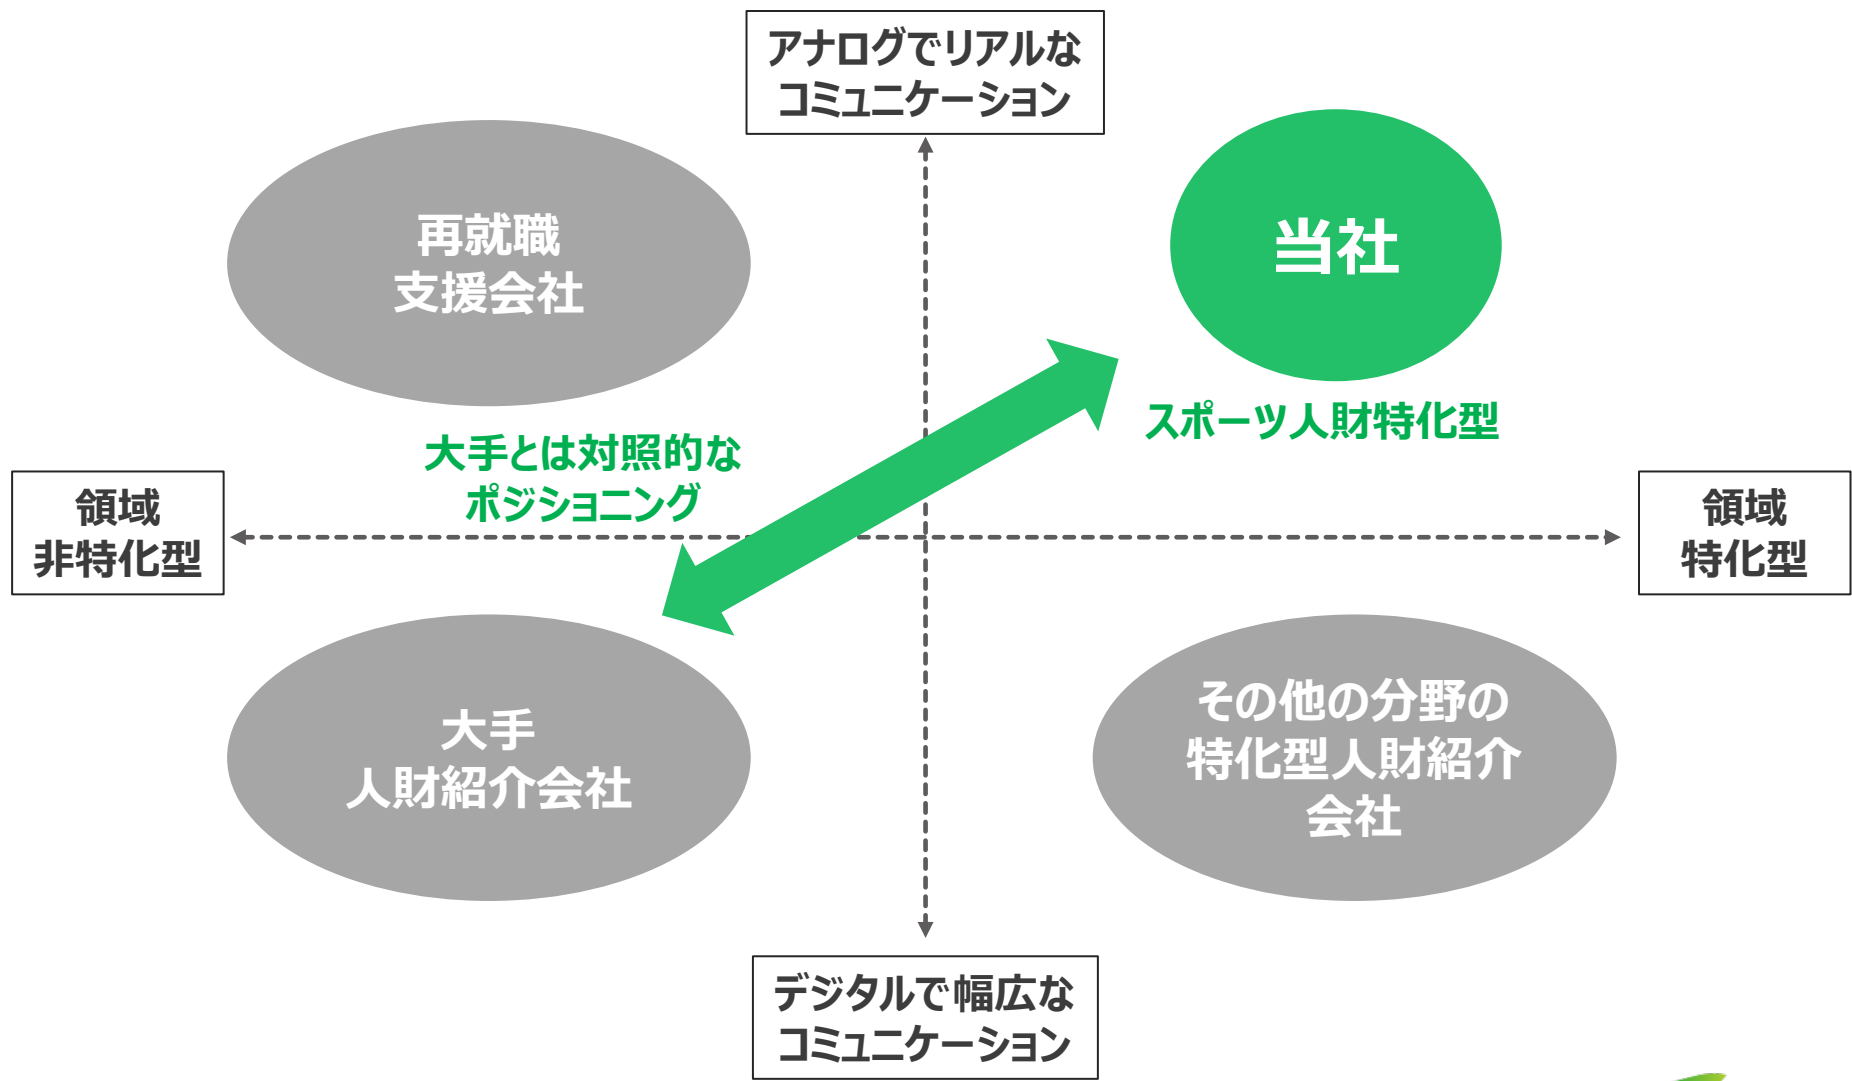 アナログでリアルな
コミュニケーション
再就職
支援会社
当社
スポーツ人財特化型
大手とは対照的な
ポジショニング
領域
非特化型
領域
特化型
大手
人財紹介会社
その他の分野の
特化型人財紹介
会社
デジタルで幅広な
コミュニケーション